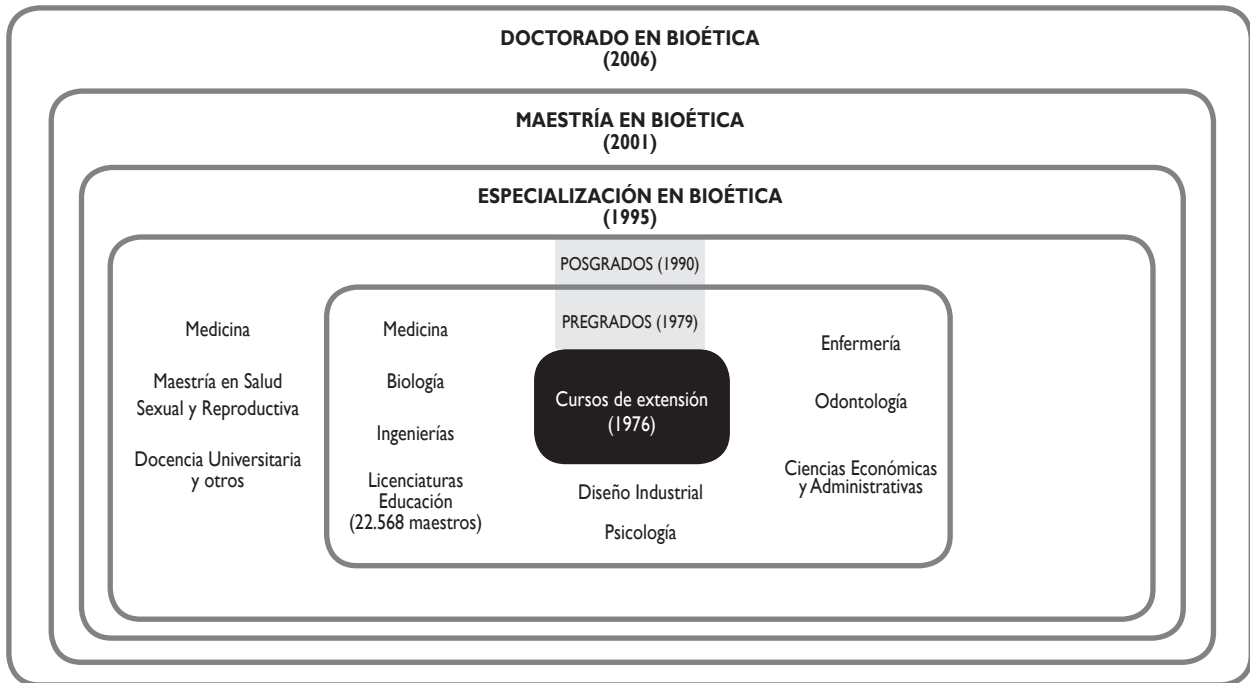 DOCTORADO EN BIOÉTICA
(2006)
MAESTRÍA EN BIOÉTICA
(2001)
ESPECIALIZACIÓN EN BIOÉTICA
(1995)
POSGRADOS (1990)
Medicina
Maestría en Salud
Sexual y Reproductiva
Docencia Universitaria
y otros
PREGRADOS (1979)
Medicina
Biología
Ingenierías
Licenciaturas
Educación
(22.568 maestros)
Cursos de extensión
(1976)
Diseño Industrial
Psicología
Enfermería
Odontología
Ciencias Económicas
y Administrativas